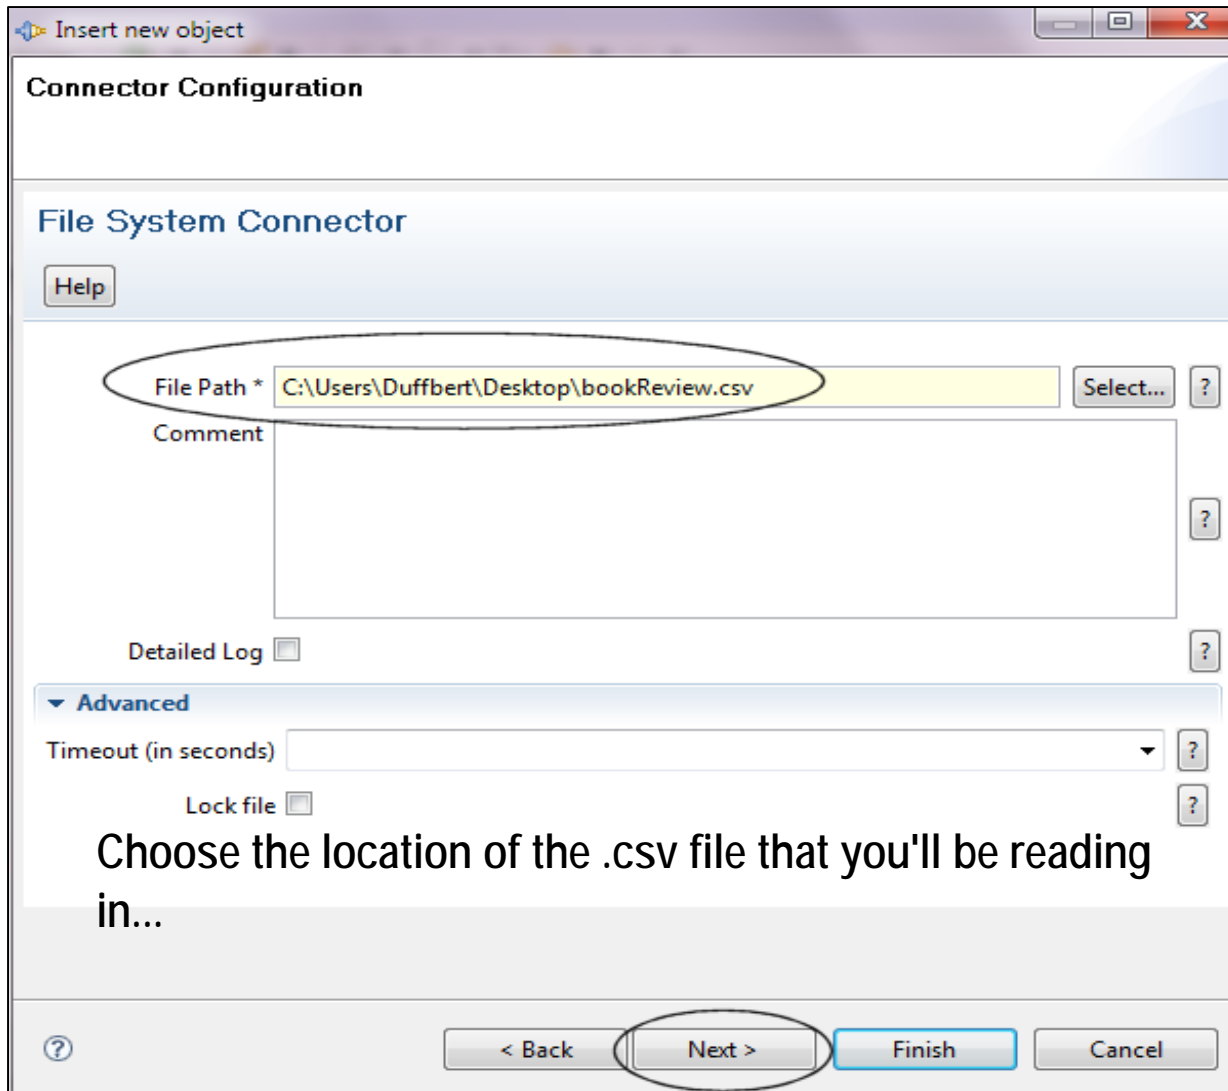 Insert new object
Connector Configuration
File System Connector
Help
File Path * C:\Users\Duffbert\Desktop\bookReview.csv Select... ?
Comment
?
Detailed Log ?
Advanced
Timeout (in seconds) ?
Lock file ?
Choose the location of the .csv file that you'll be reading
in...
? < Back Next > Finish Cancel